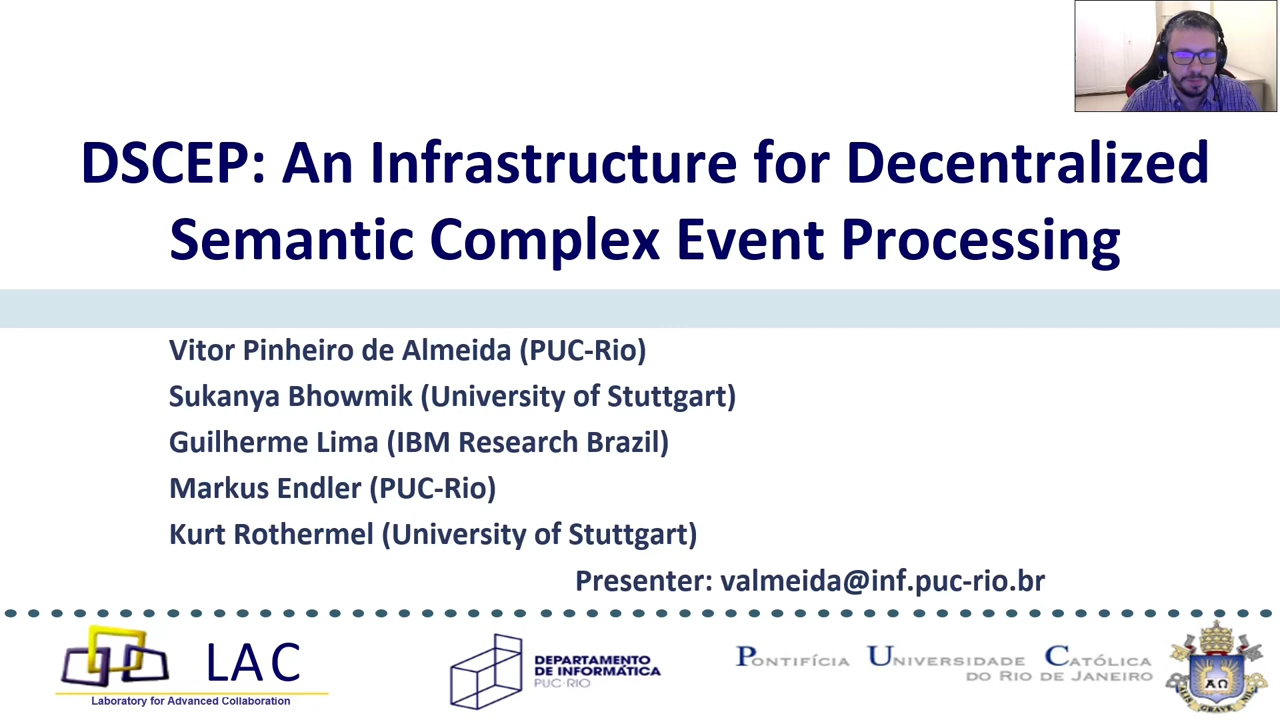 DSCEP: An Infrastructure for Decentralized
Semantic Complex Event Processing
Vitor Pinheiro de Almeida (PUC-Rio)
Sukanya Bhowmik (University of Stuttgart)
Guilherme Lima (IBM Research Brazil)
Markus Endler (PUC-Rio)
Kurt Rothermel (University of Stuttgart)
Presenter: valmeida@inf.puc-rio.br
LAC
Laboratory for Advanced Collaboration
DEPARTAMENTO
DE INFORMÁTICA
PUC-RIO
PONTIFÍCIA UNIVERSIDADE CATÓLICA
DO RIO DE JANEIRO
ΑΩ